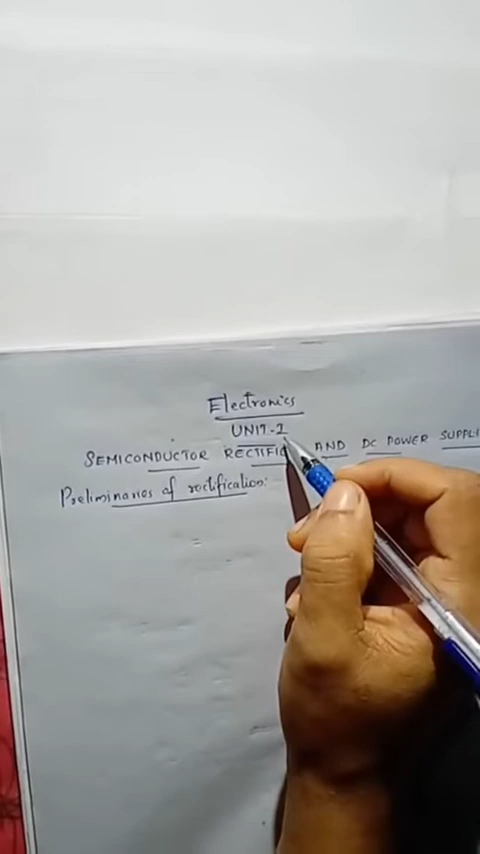 Electronics
UNIT-2
SEMICONDUCTOR AND DC POWER
Preliminaries of rectification: